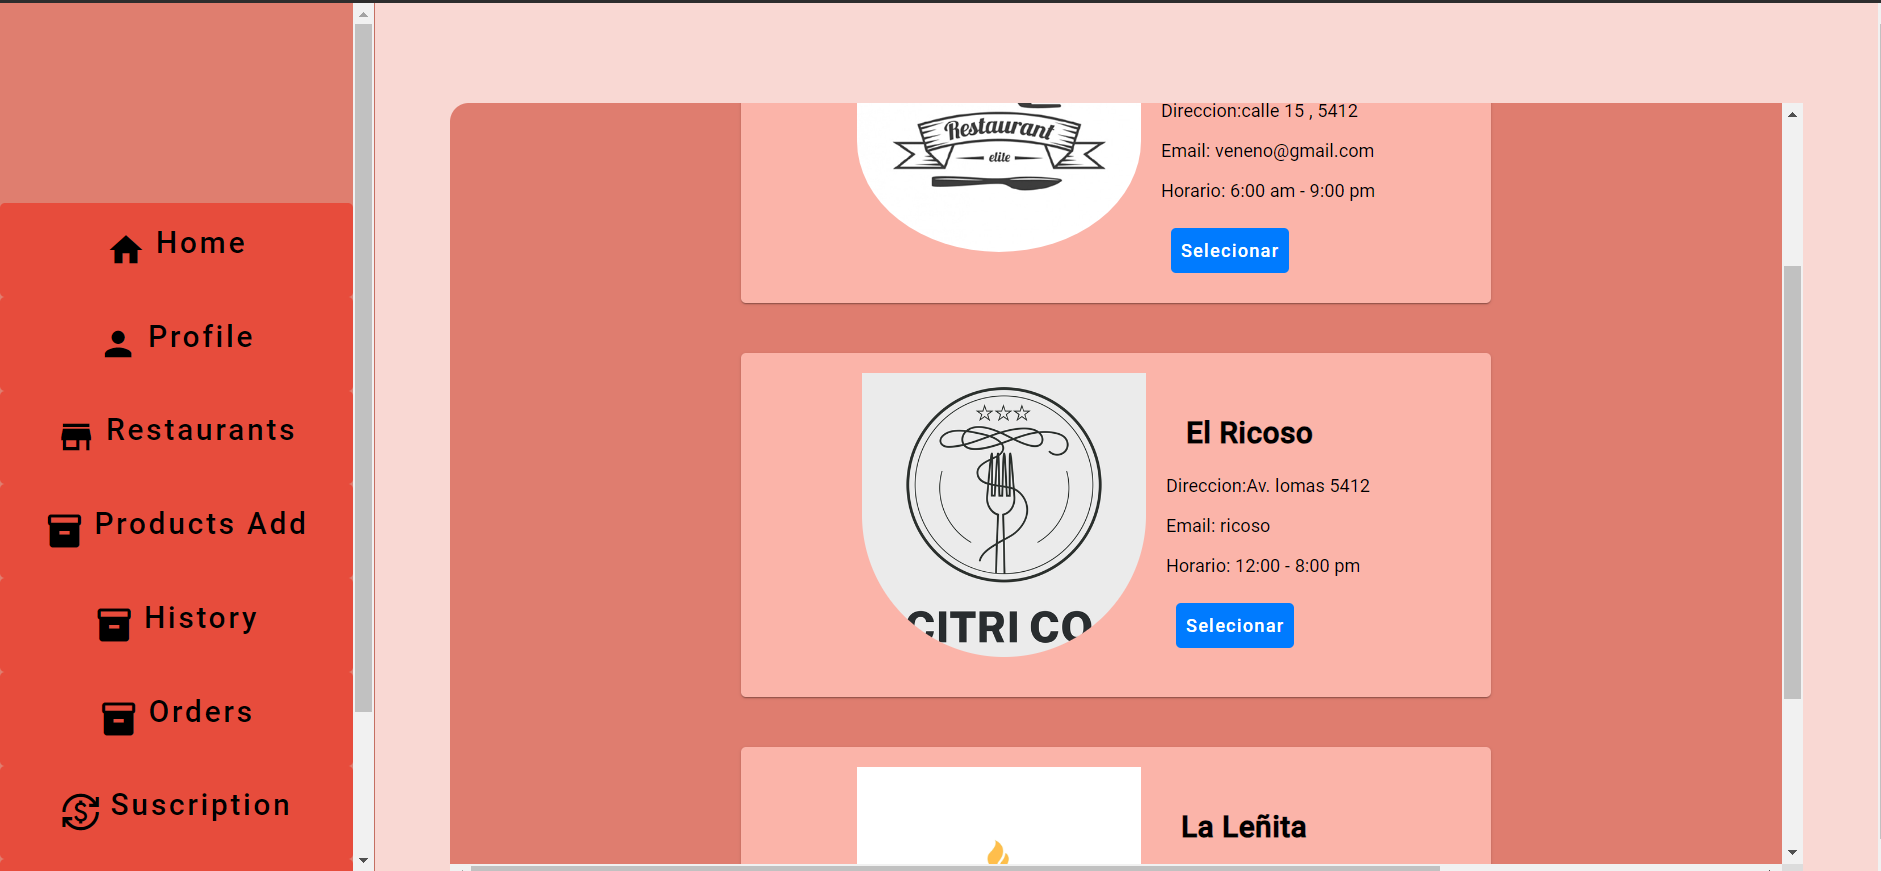 Home
Profile
Restaurants
Products Add
History
Orders
Suscription
Restaurant
elite
Direccion:calle 15 , 5412
Email: veneno@gmail.com
Horario: 6:00 am - 9:00 pm
Selecionar
CITRI CO
El Ricoso
Direccion:Av. lomas 5412
Email: ricoso
Horario: 12:00 - 8:00 pm
Selecionar
La Leñita